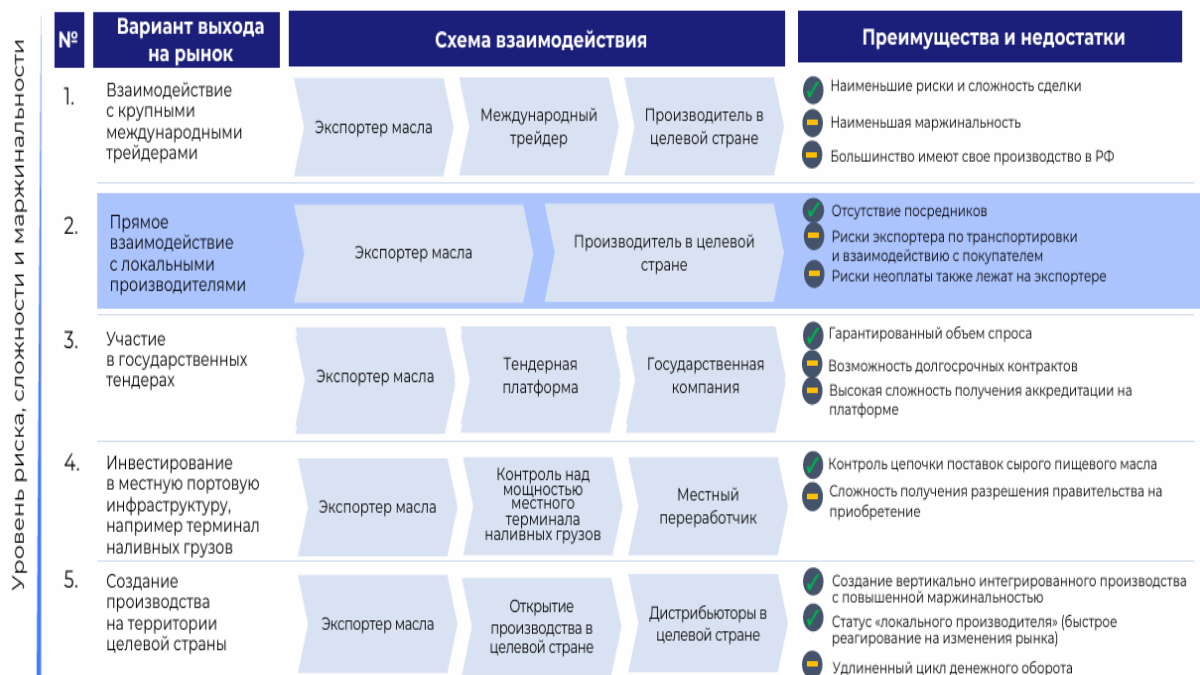 Уровень риска, сложности и маржинальности
№
Вариант выхода
на рынок
Схема взаимодействия
Преимущества и недостатки
1.
Взаимодействие
с крупными
международными
трейдерами
Экспортер масла
Международный
трейдер
Производитель в
целевой стране
Наименьшие риски и сложность сделки
Наименьшая маржинальность
Большинство имеют свое производство в РФ
2.
Прямое
взаимодействие
с локальными
производителями
Экспортер масла
Производитель в целевой
стране
Отсутствие посредников
Риски экспортера по транспортировки
и взаимодействию с покупателем
Риски неоплаты также лежат на экспортере
3.
Участие
в государственных
тендерах
Экспортер масла
Тендерная
платформа
Государственная
компания
Гарантированный объем спроса
Возможность долгосрочных контрактов
Высокая сложность получения аккредитации на
платформе
4.
Инвестирование
в местную портовую
инфраструктуру,
например терминал
наливных грузов
Экспортер масла
Контроль над
мощностью
местного
терминала
наливных грузов
Местный
переработчик
Контроль цепочки поставок сырого пищевого масла
Сложность получения разрешения правительства на
приобретение
5.
Создание
производства
на территории
целевой страны
Экспортер масла
Открытие
производства в
целевой стране
Дистрибьюторы в
целевой стране
Создание вертикально интегрированного производства
с повышенной маржинальностью
Статус «локального производителя» (быстрое
реагирование на изменения рынка)
Удлиненный цикл денежного оборота